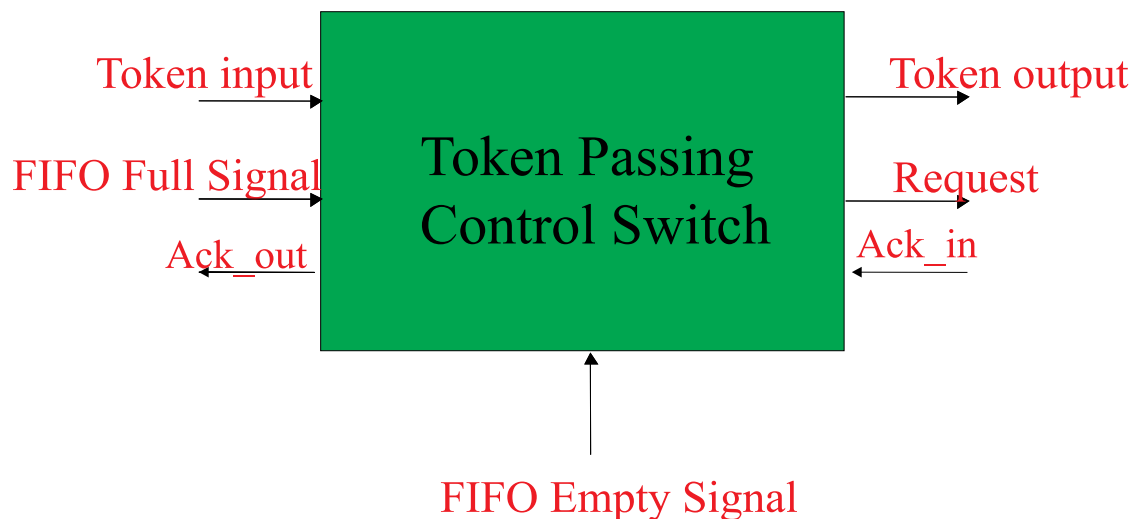 Token input
Token output
FIFO Full Signal
Request
Ack_out
Ack_in
Token Passing
Control Switch
FIFO Empty Signal